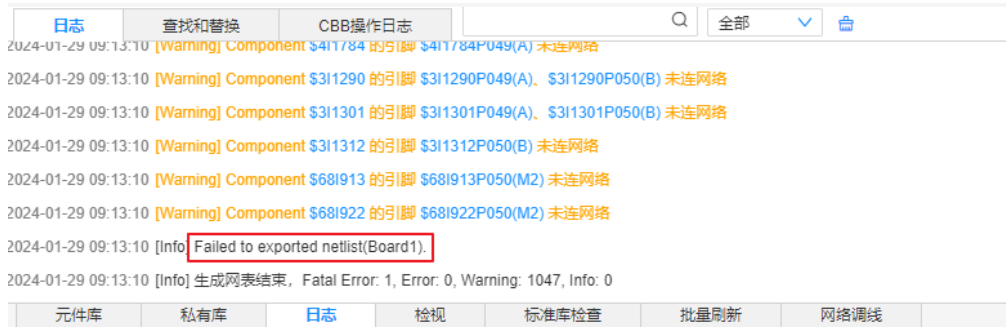 日志 查找和替换 CBB操作日志 全部
2024-01-29 09:13:10 [Warning] Component $4I1784 的引脚 $4I1784P049(A) 未连网络
2024-01-29 09:13:10 [Warning] Component $3I1290 的引脚 $3I1290P049(A)、$3I1290P050(B) 未连网络
2024-01-29 09:13:10 [Warning] Component $3I1301 的引脚 $3I1301P049(A)、$3I1301P050(B) 未连网络
2024-01-29 09:13:10 [Warning] Component $3I1312 的引脚 $3I1312P050(B) 未连网络
2024-01-29 09:13:10 [Warning] Component $68I913 的引脚 $68I913P050(M2) 未连网络
2024-01-29 09:13:10 [Warning] Component $68I922 的引脚 $68I922P050(M2) 未连网络
2024-01-29 09:13:10 [Info] Failed to exported netlist(Board1).
2024-01-29 09:13:10 [Info] 生成网表结束，Fatal Error: 1, Error: 0, Warning: 1047, Info: 0
元件库 私有库 日志 检视 标准库检查 批量刷新 网络调线